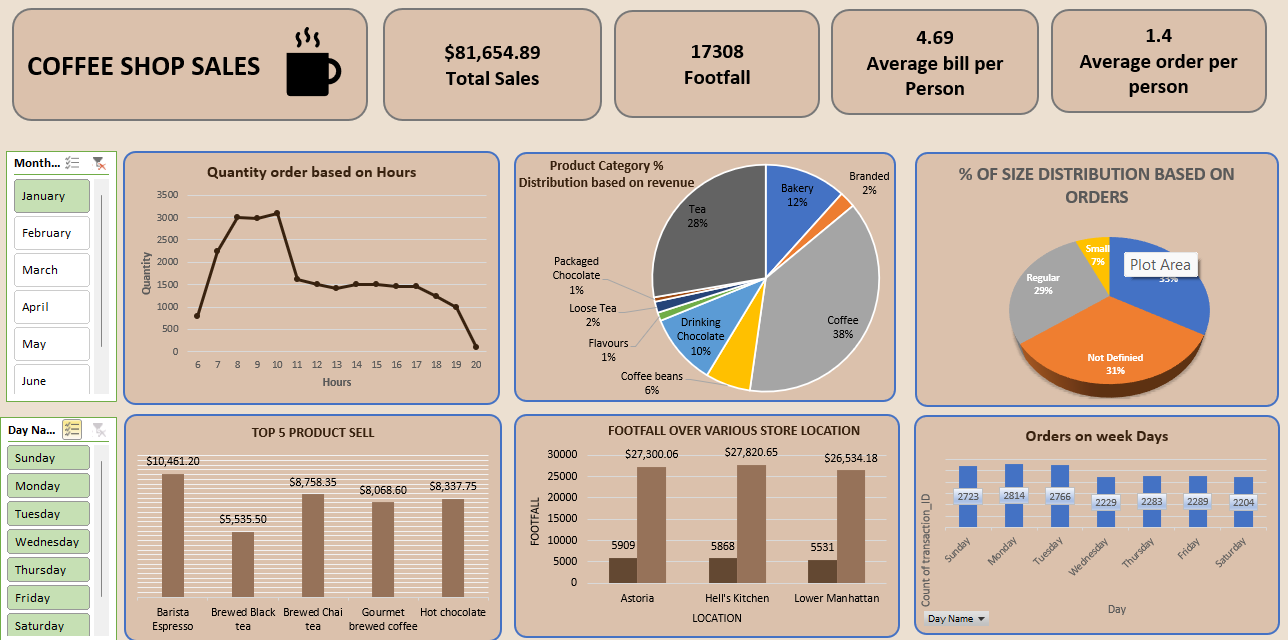 COFFEE SHOP SALES
$81,654.89
Total Sales
17308
Footfall
4.69
Average bill per
Person
1.4
Average order per
person
Month...
January
February
March
April
May
June
Quantity order based on Hours
3500
3000
2500
2000
1500
1000
500
0
Quantity
6 7 8 9 10 11 12 13 14 15 16 17 18 19 20
Hours
Product Category %
Distribution based on revenue
Bakery
12%
Branded
2%
Coffee
38%
Coffee beans
6%
Drinking
Chocolate
10%
Flavours
1%
Loose Tea
2%
Packaged
Chocolate
1%
Tea
28%
% OF SIZE DISTRIBUTION BASED ON
ORDERS
Small
7%
Plot Area
33%
Regular
29%
Not Definied
31%
Day Na...
Sunday
Monday
Tuesday
Wednesday
Thursday
Friday
Saturday
TOP 5 PRODUCT SELL
$10,461.20
$5,535.50
$8,758.35
$8,068.60
$8,337.75
Barista
Espresso
Brewed Black
tea
Brewed Chai
tea
Gourmet
brewed coffee
Hot chocolate
FOOTFALL OVER VARIOUS STORE LOCATION
30000
25000
20000
15000
10000
5000
0
FOOTFALL
$27,300.06
$27,820.65
$26,534.18
5909
5868
5531
Astoria
Hell's Kitchen
Lower Manhattan
LOCATION
Orders on week Days
Count of transaction_ID
2723
2814
2766
2229
2283
2289
2204
Sunday
Monday
Tuesday
Wednesday
Thursday
Friday
Saturday
Day
Day Name